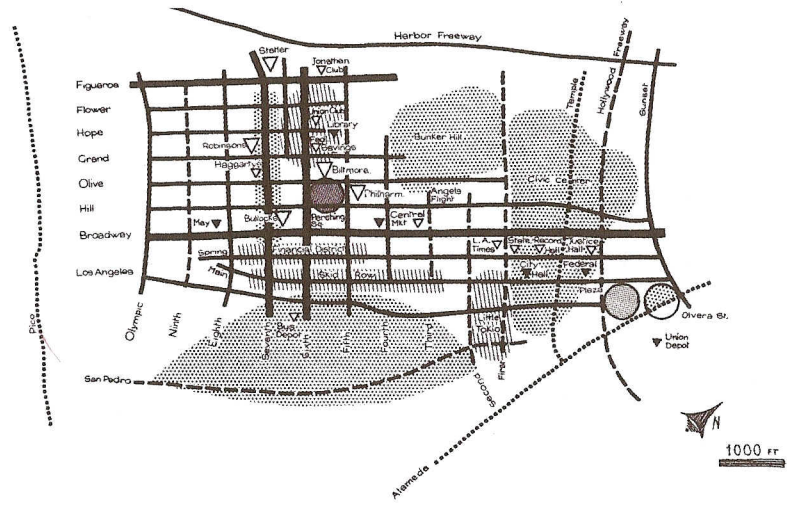 Harbor Freeway
Statler
Jonathan
Club
Figueroa
Flower
Hope
Library
Savings
Grand
Robinsons
Haggartys
Biltmore
Bunker Hill
Temple
Hollywood Freeway
Sunset
Olive
Philharm.
Angels
Flight
Civic Center
Hill
May
Bullocks
Pershing
Sq.
Central
Mkt
Broadway
L.A.
Times
State
Record
Hall
Justice
Hall
Spring
Financial District
City
Hall
Federal
Main
Los Angeles
Skid Row
Plaza
Olvera St.
Union
Depot
Pico
Olympic
Ninth
Eighth
Seventh
Sixth
Fifth
Fourth
Third
Second
First
Bus
Depot
Little
Tokio
San Pedro
Alameda
N
1000 FT